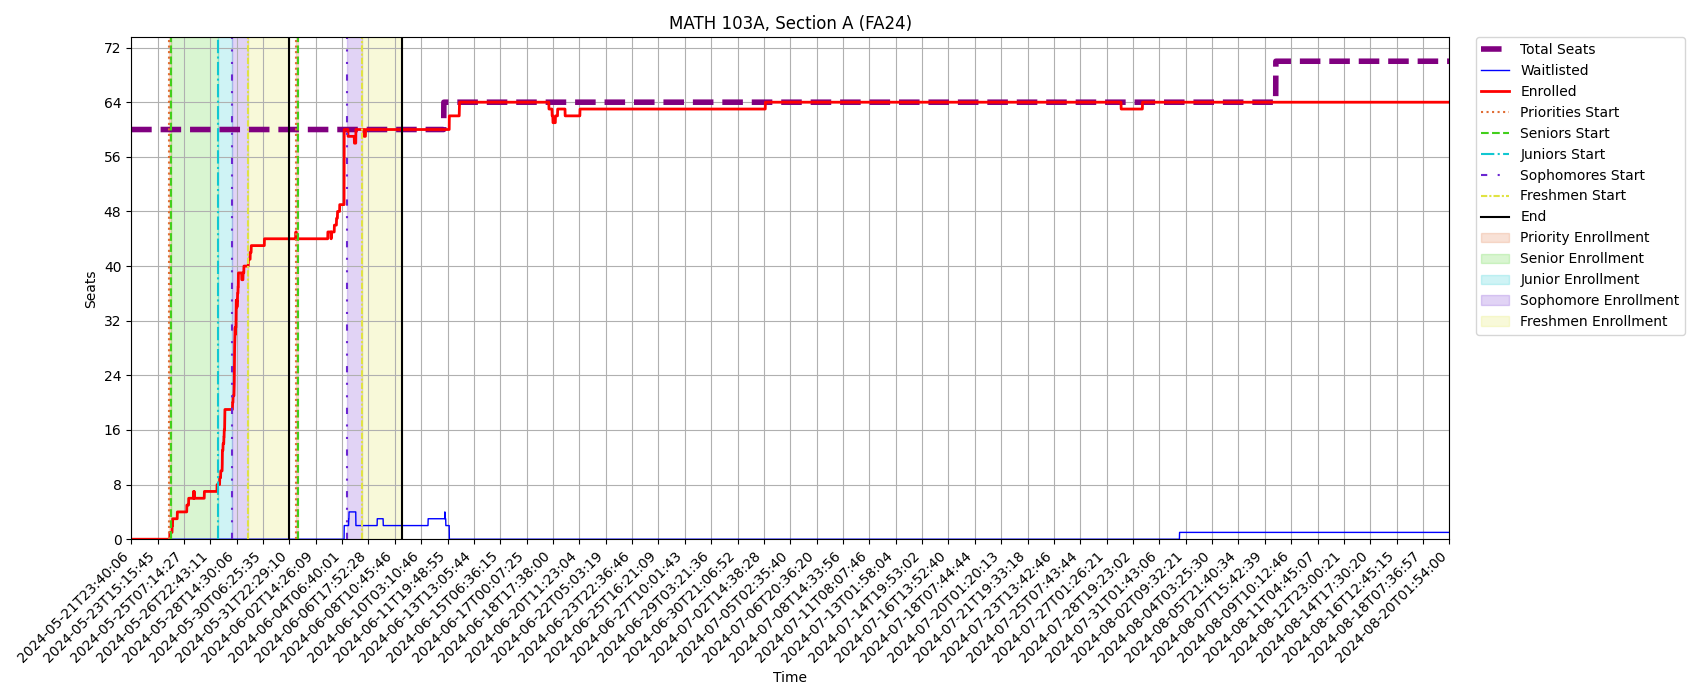 MATH 103A, Section A (FA24)
72
64
56
48
40
32
24
16
8
0
Seats
2024-05-21T23:40:06
2024-05-23T15:15:45
2024-05-25T07:14:27
2024-05-26T22:43:11
2024-05-28T14:30:06
2024-05-30T06:25:35
2024-05-31T22:29:10
2024-06-02T14:26:09
2024-06-04T06:40:01
2024-06-06T17:52:28
2024-06-08T10:45:46
2024-06-10T03:10:46
2024-06-11T19:48:55
2024-06-13T13:05:44
2024-06-15T06:36:15
2024-06-17T00:07:25
2024-06-18T17:38:00
2024-06-20T11:23:04
2024-06-22T05:03:19
2024-06-23T22:36:46
2024-06-25T16:21:09
2024-06-27T10:01:43
2024-06-29T03:21:36
2024-06-30T21:06:52
2024-07-02T14:38:28
2024-07-05T02:35:40
2024-07-06T20:36:20
2024-07-08T14:33:56
2024-07-11T08:07:46
2024-07-13T01:58:04
2024-07-14T19:53:02
2024-07-16T13:52:40
2024-07-18T07:44:44
2024-07-20T01:20:13
2024-07-21T19:33:18
2024-07-23T13:42:46
2024-07-25T07:43:44
2024-07-27T01:26:21
2024-07-28T19:23:02
2024-07-31T01:43:06
2024-08-02T09:32:21
2024-08-04T03:25:30
2024-08-05T21:40:34
2024-08-07T15:42:39
2024-08-09T10:12:46
2024-08-11T04:45:07
2024-08-12T23:00:21
2024-08-14T17:30:20
2024-08-16T12:45:15
2024-08-18T07:36:57
2024-08-20T01:54:00
Time
Total Seats
Waitlisted
Enrolled
Priorities Start
Seniors Start
Juniors Start
Sophomores Start
Freshmen Start
End
Priority Enrollment
Senior Enrollment
Junior Enrollment
Sophomore Enrollment
Freshmen Enrollment